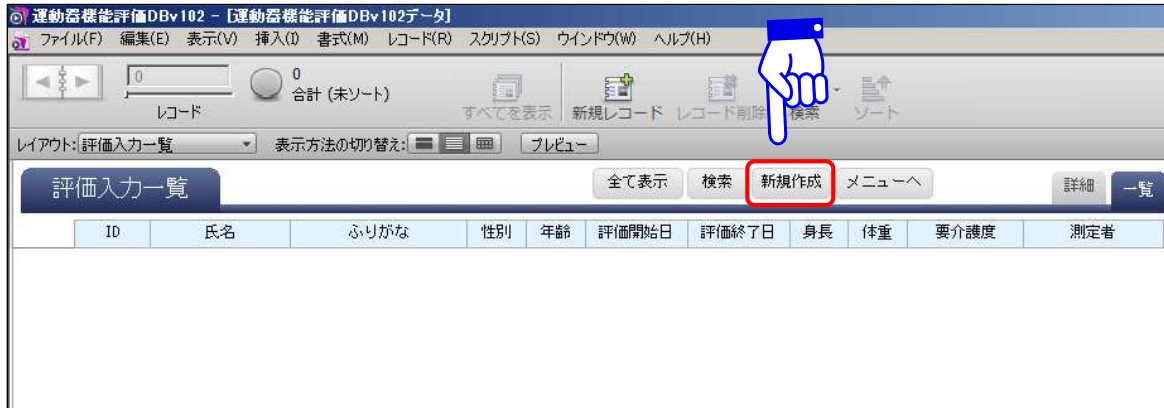 運動器機能評価DBv102 - [運動器機能評価DBv102データ]
ファイル(F) 編集(E) 表示(V) 挿入(I) 書式(M) レコード(R) スクリプト(S) ウインドウ(W) ヘルプ(H)
0
0
合計 (未ソート)
レコード
すべてを表示 新規レコード レコード削除 検索 ソート
レイアウト: 評価入力一覧 表示方法の切り替え: プレビュー
評価入力一覧 全て表示 検索 新規作成 メニューへ 詳細 一覧
ID 氏名 ふりがな 性別 年齢 評価開始日 評価終了日 身長 体重 要介護度 測定者